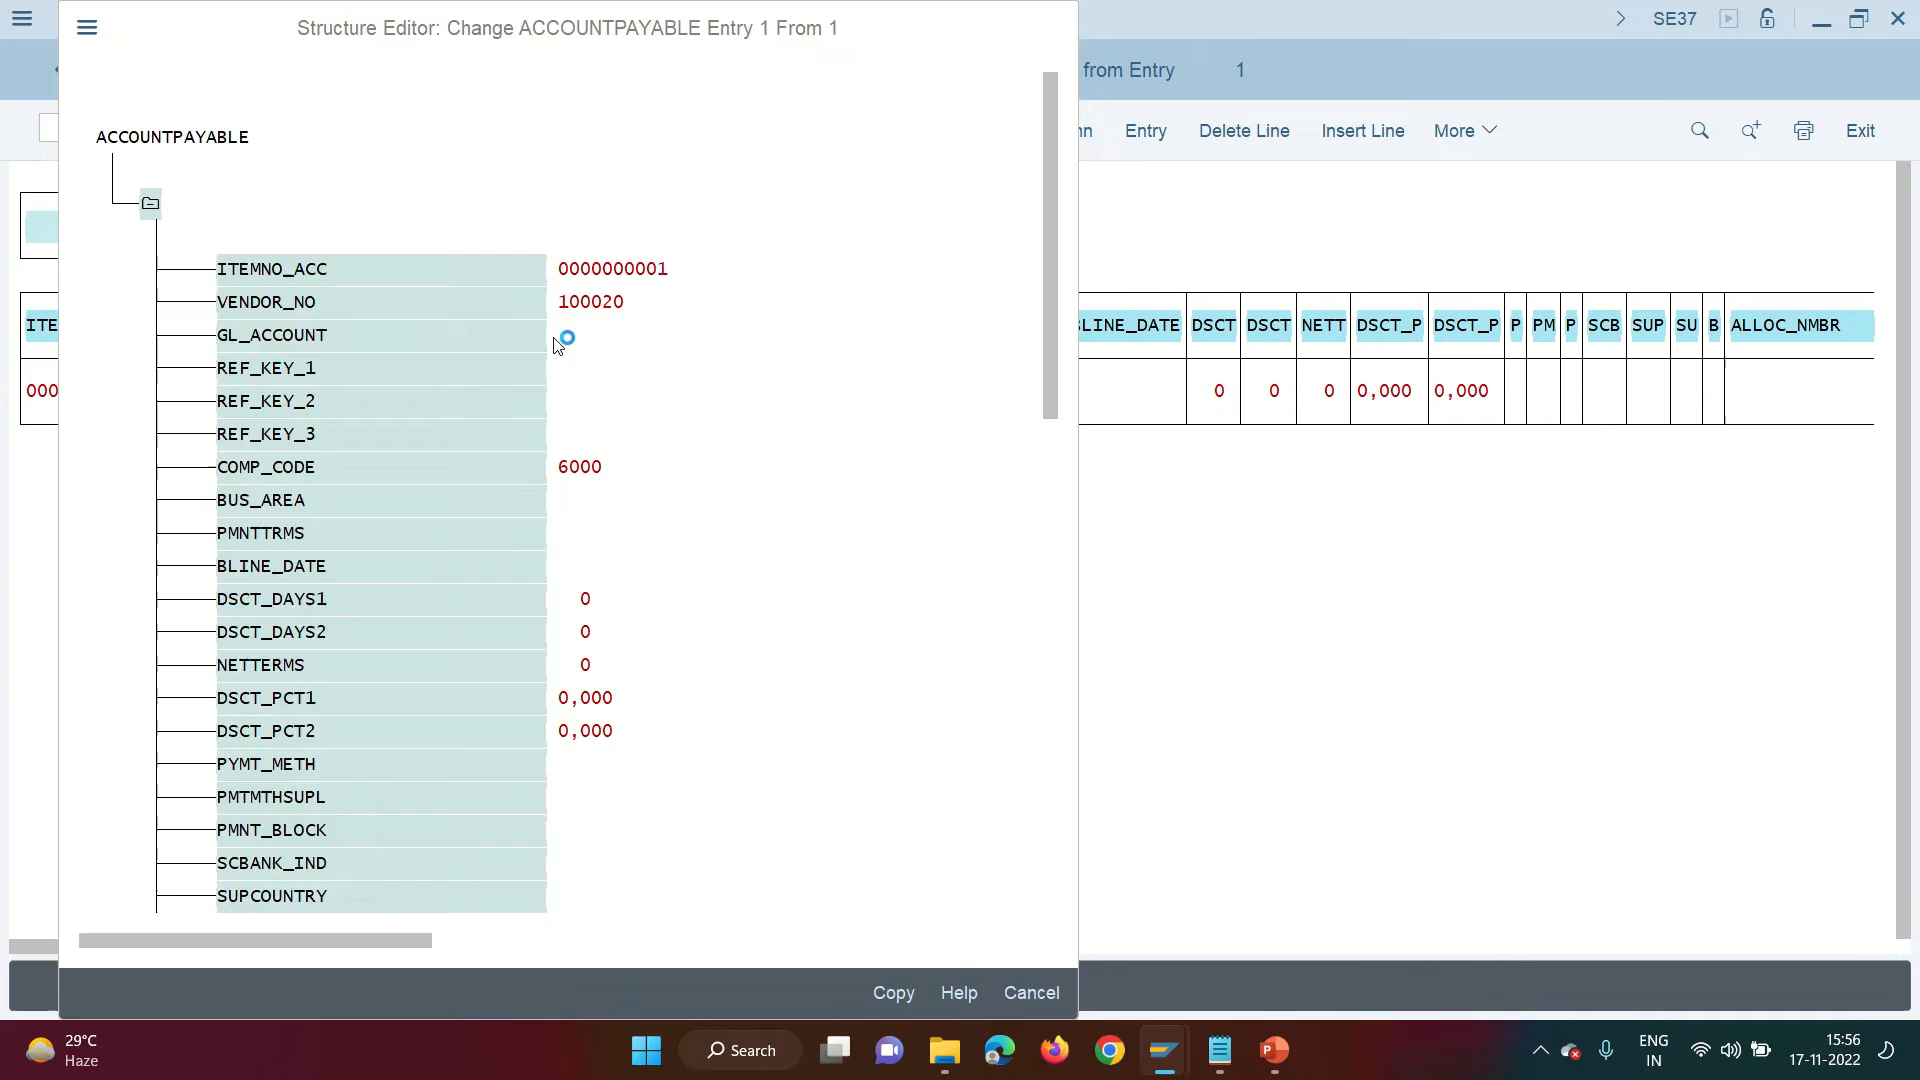 Structure Editor: Change ACCOUNTPAYABLE Entry 1 From 1
SE37
from Entry 1
Entry Delete Line Insert Line More Exit
ACCOUNTPAYABLE
ITEMNO_ACC 0000000001
VENDOR_NO 100020
GL_ACCOUNT
REF_KEY_1
REF_KEY_2
REF_KEY_3
COMP_CODE 6000
BUS_AREA
PMNTTRMS
BLINE_DATE
DSCT_DAYS1 0
DSCT_DAYS2 0
NETTERMS 0
DSCT_PCT1 0,000
DSCT_PCT2 0,000
PYMT_METH
PMTMTHSUPL
PMNT_BLOCK
SCBANK_IND
SUPCOUNTRY
ITE
000
LINE_DATE DSCT DSCT NETT DSCT_P DSCT_P P PM P SCB SUP SU B ALLOC_NMBR
0 0 0 0,000 0,000
Copy Help Cancel
29°C
Haze
Search
ENG
IN
15:56
17-11-2022